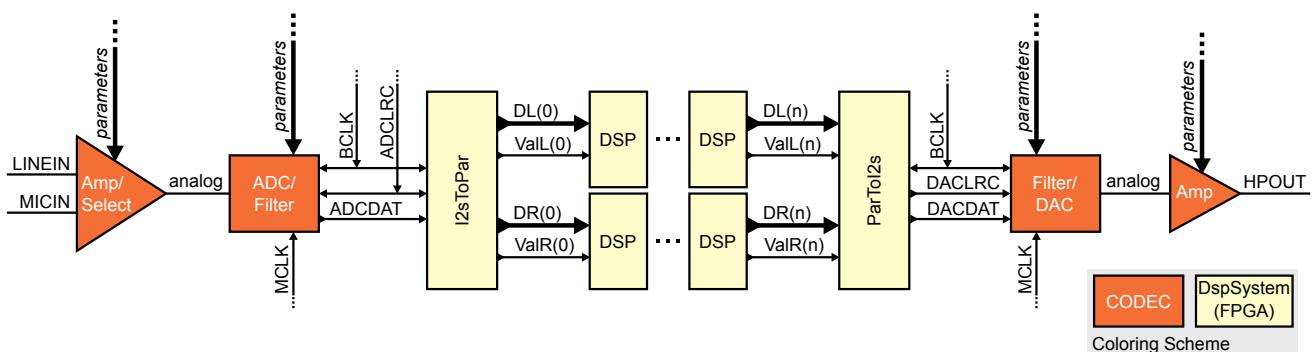 parameters
parameters
parameters
parameters
BCLK
ADCLRC
BCLK
DL(0)
DL(n)
ValL(0)
ValL(n)
DSP
DSP
LINEIN
MICIN
Amp/
Select
analog
ADC/
Filter
ADCDAT
I2sToPar
ParToI2s
DACLRC
DACDAT
Filter/
DAC
analog
Amp
HPOUT
DR(0)
DR(n)
ValR(0)
ValR(n)
DSP
DSP
MCLK
MCLK
CODEC
DspSystem
(FPGA)
Coloring Scheme